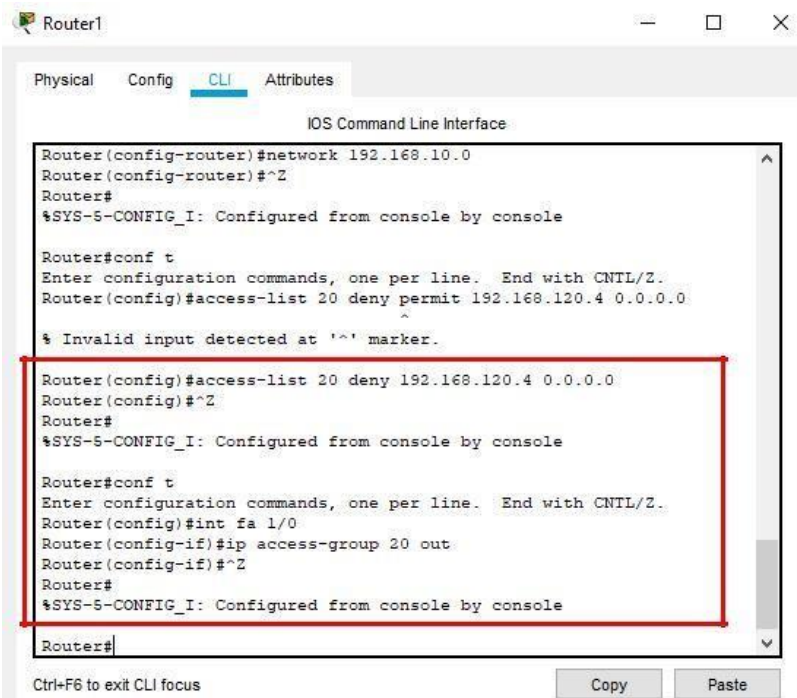 Router1
Physical Config CLI Attributes
IOS Command Line Interface
Router(config-router)#network 192.168.10.0
Router(config-router)#^Z
Router#
%SYS-5-CONFIG_I: Configured from console by console
Router#conf t
Enter configuration commands, one per line. End with CNTL/Z.
Router(config)#access-list 20 deny permit 192.168.120.4 0.0.0.0
^
% Invalid input detected at '^' marker.
Router(config)#access-list 20 deny 192.168.120.4 0.0.0.0
Router(config)#^Z
Router#
%SYS-5-CONFIG_I: Configured from console by console
Router#conf t
Enter configuration commands, one per line. End with CNTL/Z.
Router(config)#int fa 1/0
Router(config-if)#ip access-group 20 out
Router(config-if)#^Z
Router#
%SYS-5-CONFIG_I: Configured from console by console
Router#
Ctrl+F6 to exit CLI focus Copy Paste